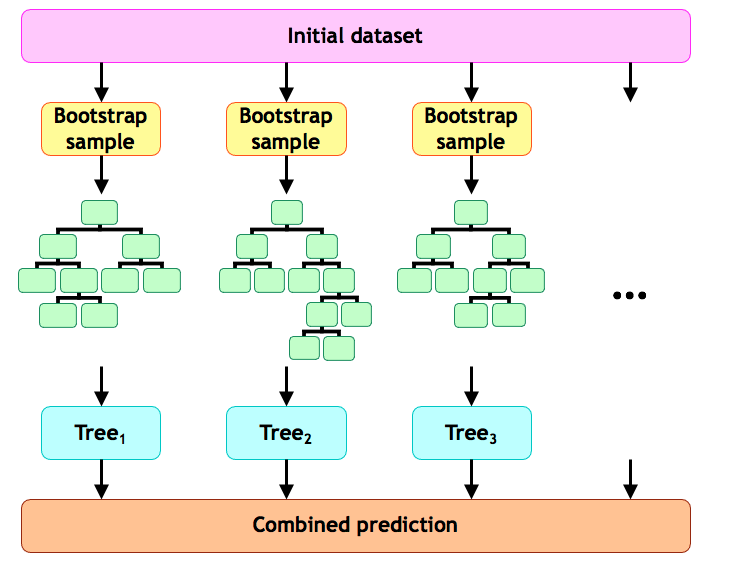 Initial dataset
Bootstrap
sample
Bootstrap
sample
Bootstrap
sample
...
Tree₁
Tree₂
Tree₃
Combined prediction